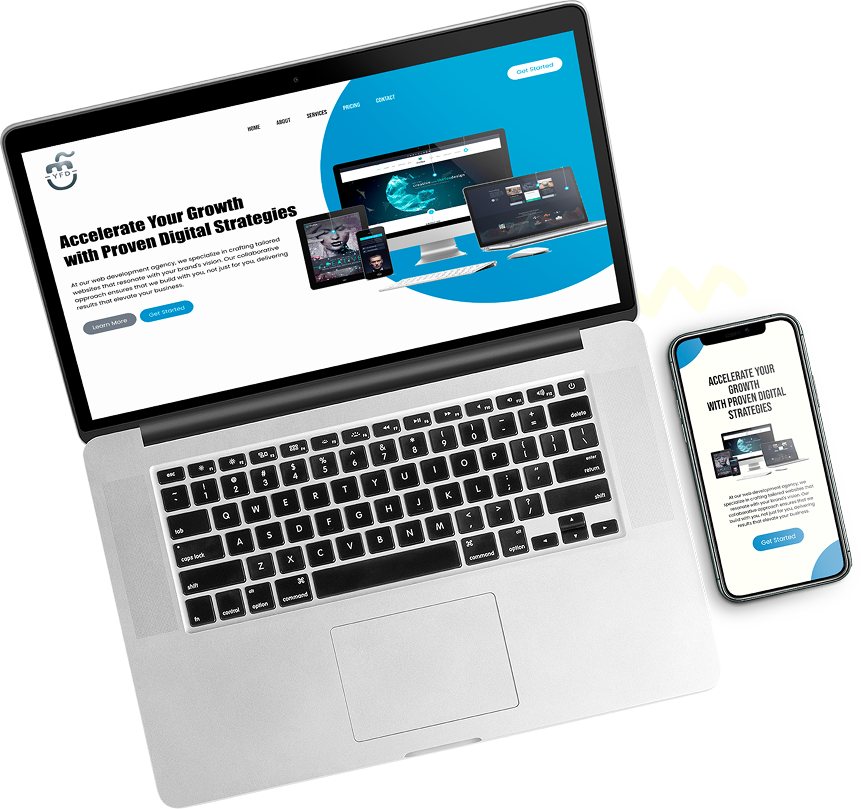 Get Started
HOME ABOUT SERVICES PRICING CONTACT
YFD
Accelerate Your Growth
with Proven Digital Strategies
At our web development agency, we specialize in crafting tailored
websites that resonate with your brand's vision. Our collaborative
approach ensures that we build with you, not just for you, delivering
results that elevate your business.
Learn More Get Started
esc F1 F2 F3 F4 F5 F6 F7 F8 F9 F10 F11 F12
~ ! @ # $ % ^ & * ( ) _ + delete
1 2 3 4 5 6 7 8 9 0 - =
tab Q W E R T Y U I O P { } | \
caps lock A S D F G H J K L : ; " ' enter return
shift Z X C V B N M < , > . ? / shift
fn control alt option ⌘ command ⌘ command alt option
ACCELERATE YOUR
GROWTH
WITH PROVEN DIGITAL
STRATEGIES
At our web development agency, we
specialize in crafting tailored websites that
resonate with your brand's vision. Our
collaborative approach ensures that we
build with you, not just for you, delivering
results that elevate your business.
Get Started